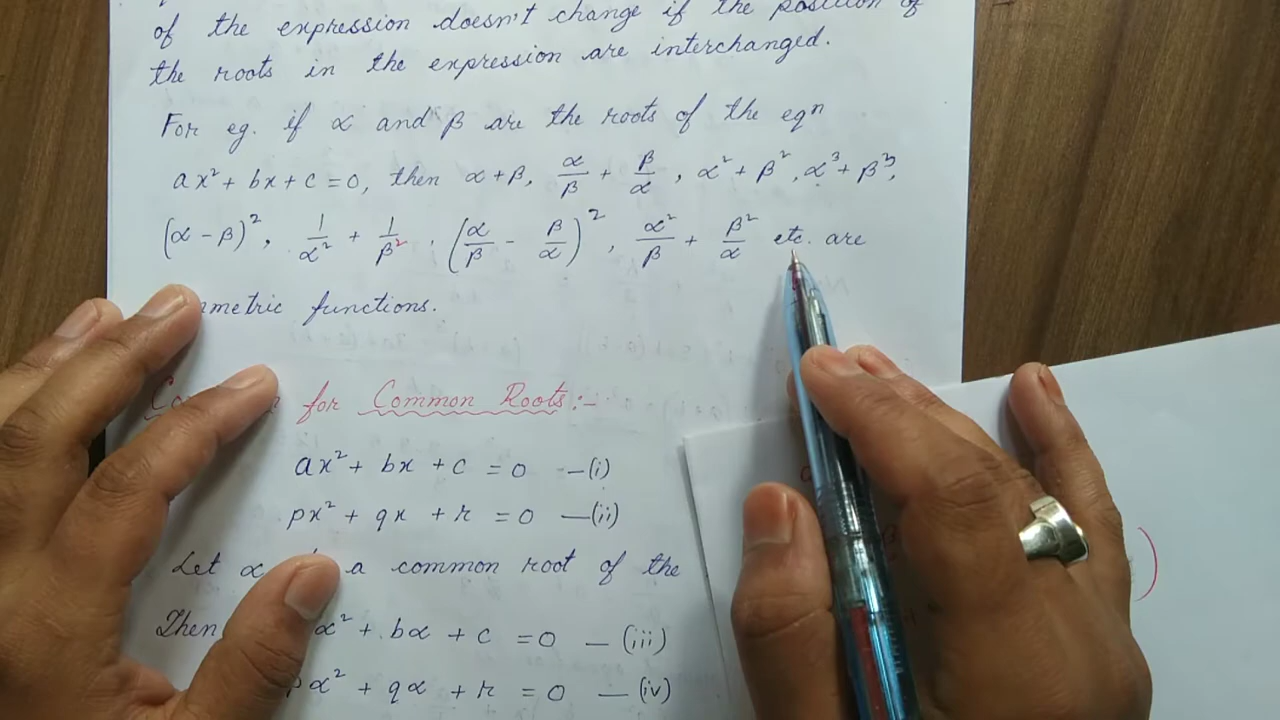 of the expression doesn't change if the position of
the roots in the expression are interchanged.
For eg. if α and β are the roots of the eqn
ax² + bx + c = 0, then α + β, α/β + β/α, α² + β², α³ + β³,
(α - β)², 1/α² + 1/β², (α/β - β/α)², α²/β + β²/α etc. are
functions.
for Common Roots:-
ax² + bx + c = 0 —(i)
px² + qx + r = 0 —(ii)
Let α a common root of the
Then α² + bα + c = 0 — (iii)
pα² + qα + r = 0 — (iv)
)